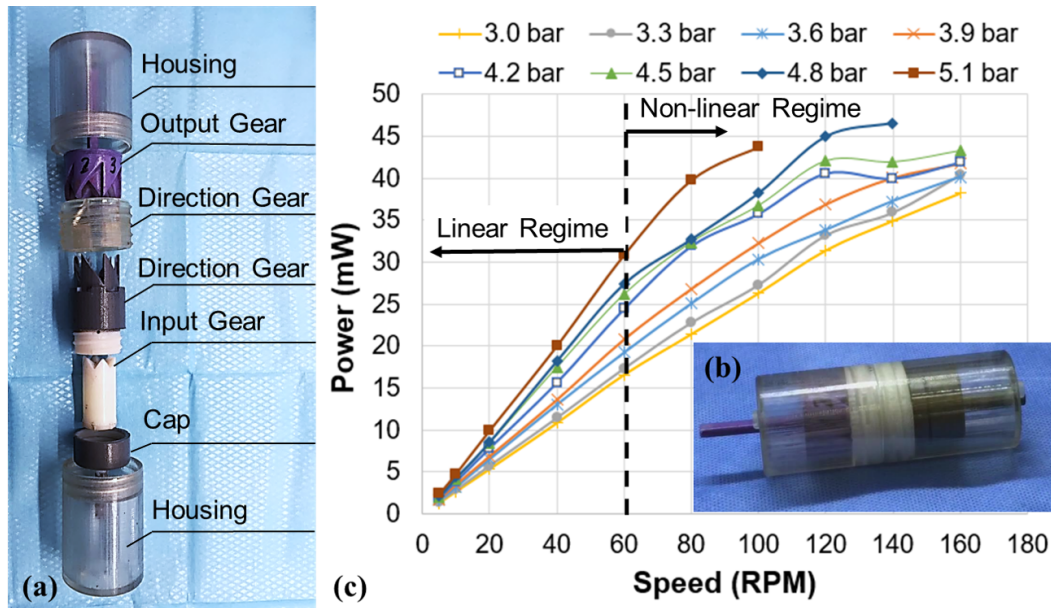 Housing
Output Gear
2 3
Direction Gear
Direction Gear
Input Gear
Cap
Housing
(a)
(c)
3.0 bar 3.3 bar 3.6 bar 3.9 bar
4.2 bar 4.5 bar 4.8 bar 5.1 bar
Non-linear Regime
Linear Regime
Power (mW)
50
45
40
35
30
25
20
15
10
5
0
(b)
0 20 40 60 80 100 120 140 160 180
Speed (RPM)